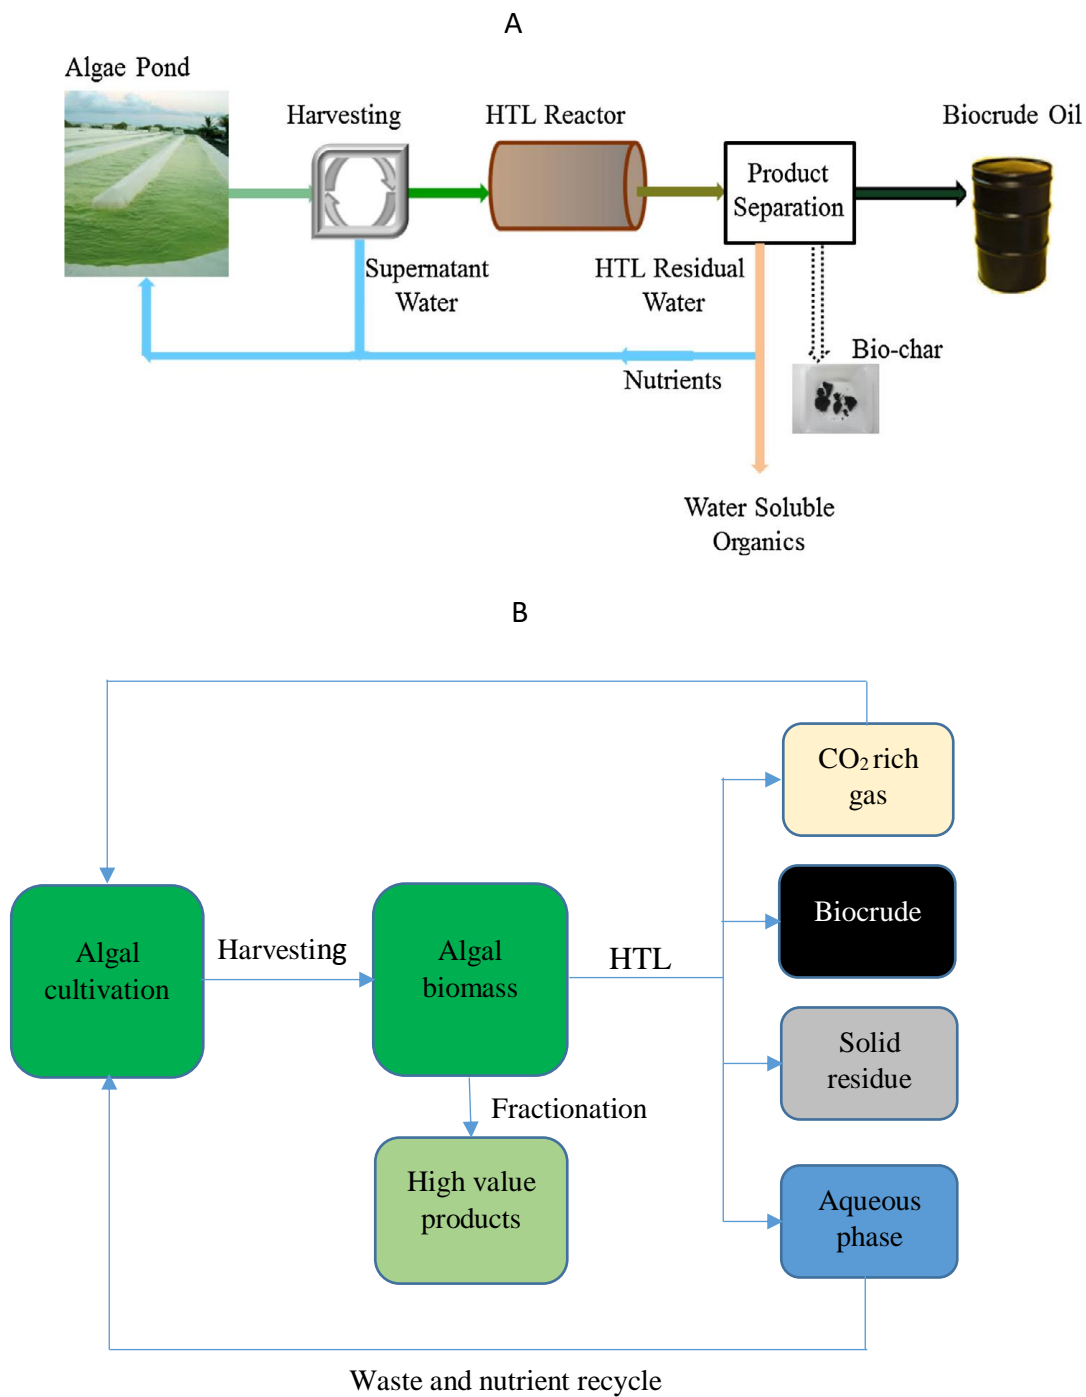 A
Algae Pond
Harvesting
HTL Reactor
Biocrude Oil
Product
Separation
Supernatant
Water
HTL Residual
Water
Bio-char
Nutrients
Water Soluble
Organics
B
CO2 rich
gas
Biocrude
Algal
cultivation
Harvesting
Algal
biomass
HTL
Solid
residue
Fractionation
High value
products
Aqueous
phase
Waste and nutrient recycle